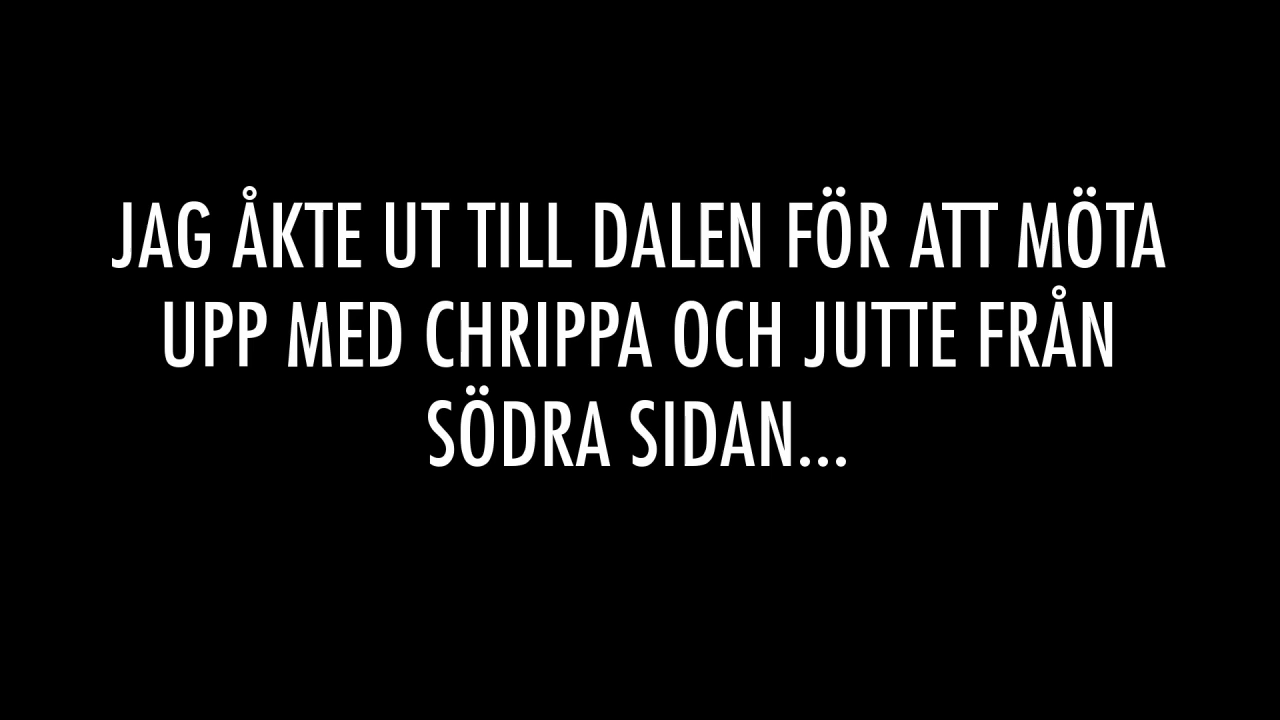 JAG ÅKTE UT TILL DALEN FÖR ATT MÖTA
UPP MED CHRIPPA OCH JUTTE FRÅN
SÖDRA SIDAN...